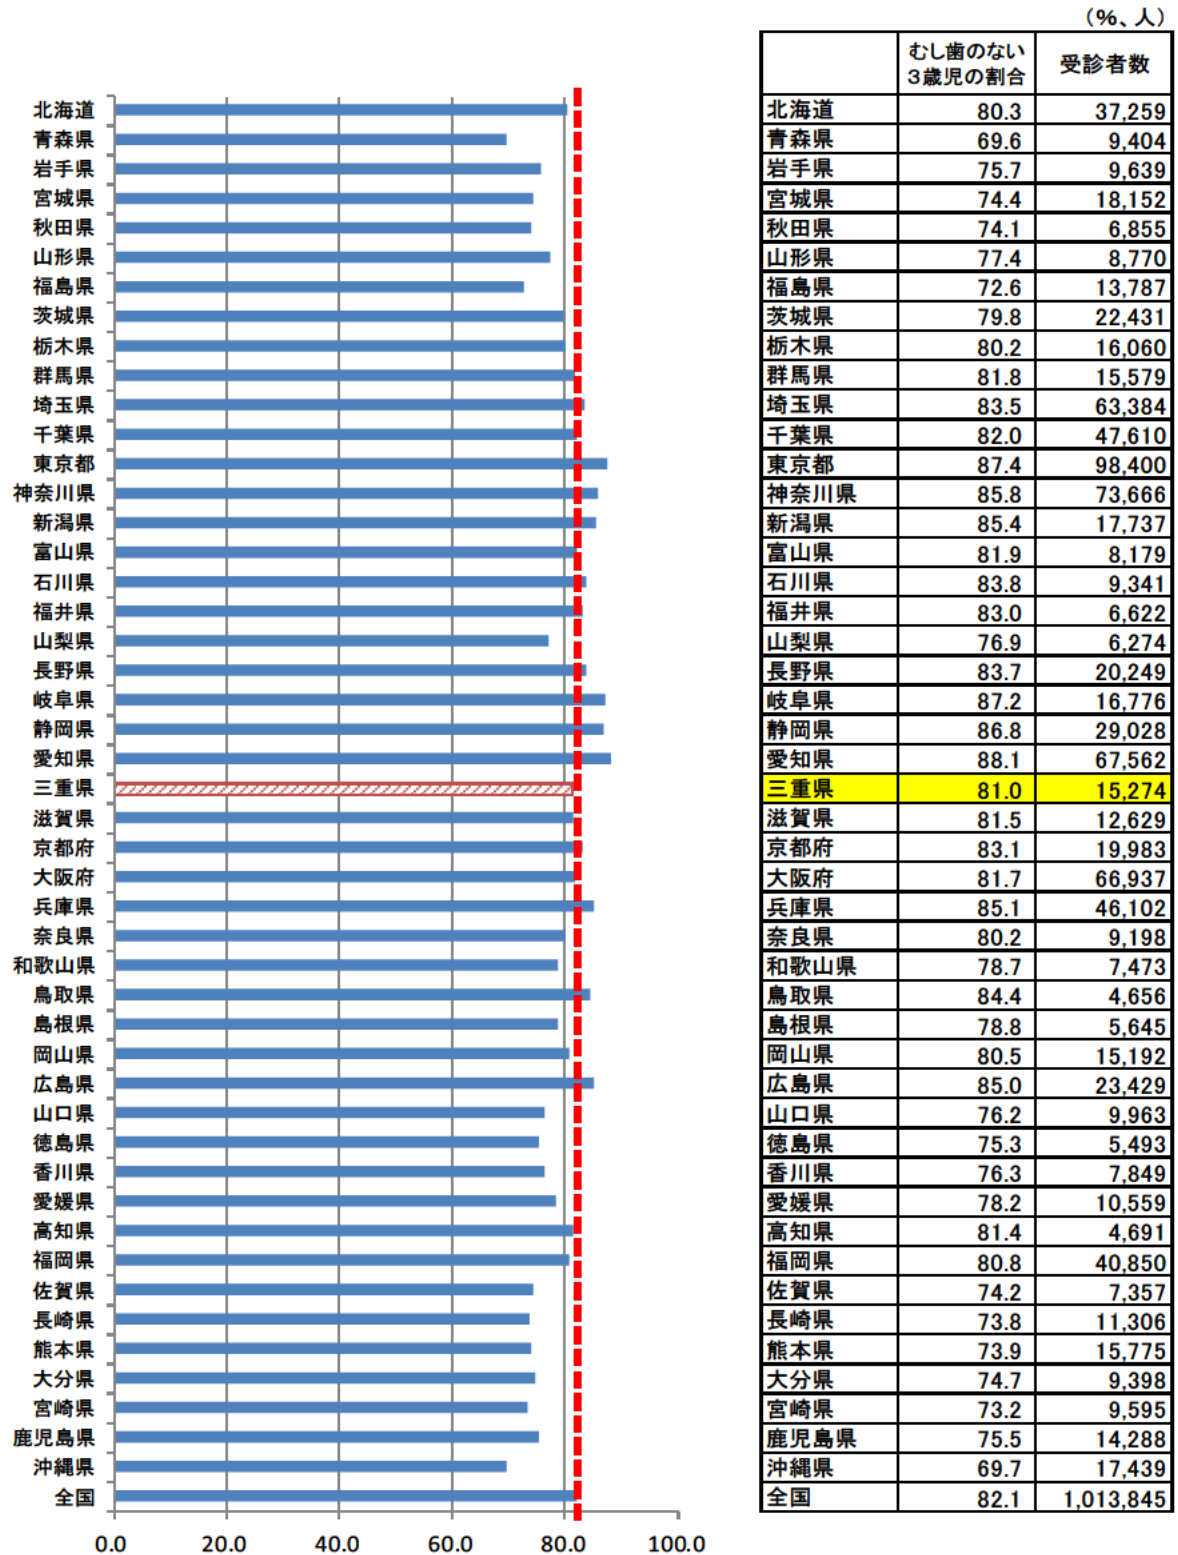 （%、人）
むし歯のない
３歳児の割合 受診者数
北海道 北海道 80.3 37,259
青森県 青森県 69.6 9,404
岩手県 岩手県 75.7 9,639
宮城県 宮城県 74.4 18,152
秋田県 秋田県 74.1 6,855
山形県 山形県 77.4 8,770
福島県 福島県 72.6 13,787
茨城県 茨城県 79.8 22,431
栃木県 栃木県 80.2 16,060
群馬県 群馬県 81.8 15,579
埼玉県 埼玉県 83.5 63,384
千葉県 千葉県 82.0 47,610
東京都 東京都 87.4 98,400
神奈川県 神奈川県 85.8 73,666
新潟県 新潟県 85.4 17,737
富山県 富山県 81.9 8,179
石川県 石川県 83.8 9,341
福井県 福井県 83.0 6,622
山梨県 山梨県 76.9 6,274
長野県 長野県 83.7 20,249
岐阜県 岐阜県 87.2 16,776
静岡県 静岡県 86.8 29,028
愛知県 愛知県 88.1 67,562
三重県 三重県 81.0 15,274
滋賀県 滋賀県 81.5 12,629
京都府 京都府 83.1 19,983
大阪府 大阪府 81.7 66,937
兵庫県 兵庫県 85.1 46,102
奈良県 奈良県 80.2 9,198
和歌山県 和歌山県 78.7 7,473
鳥取県 鳥取県 84.4 4,656
島根県 島根県 78.8 5,645
岡山県 岡山県 80.5 15,192
広島県 広島県 85.0 23,429
山口県 山口県 76.2 9,963
徳島県 徳島県 75.3 5,493
香川県 香川県 76.3 7,849
愛媛県 愛媛県 78.2 10,559
高知県 高知県 81.4 4,691
福岡県 福岡県 80.8 40,850
佐賀県 佐賀県 74.2 7,357
長崎県 長崎県 73.8 11,306
熊本県 熊本県 73.9 15,775
大分県 大分県 74.7 9,398
宮崎県 宮崎県 73.2 9,595
鹿児島県 鹿児島県 75.5 14,288
沖縄県 沖縄県 69.7 17,439
全国 全国 82.1 1,013,845
0.0 20.0 40.0 60.0 80.0 100.0